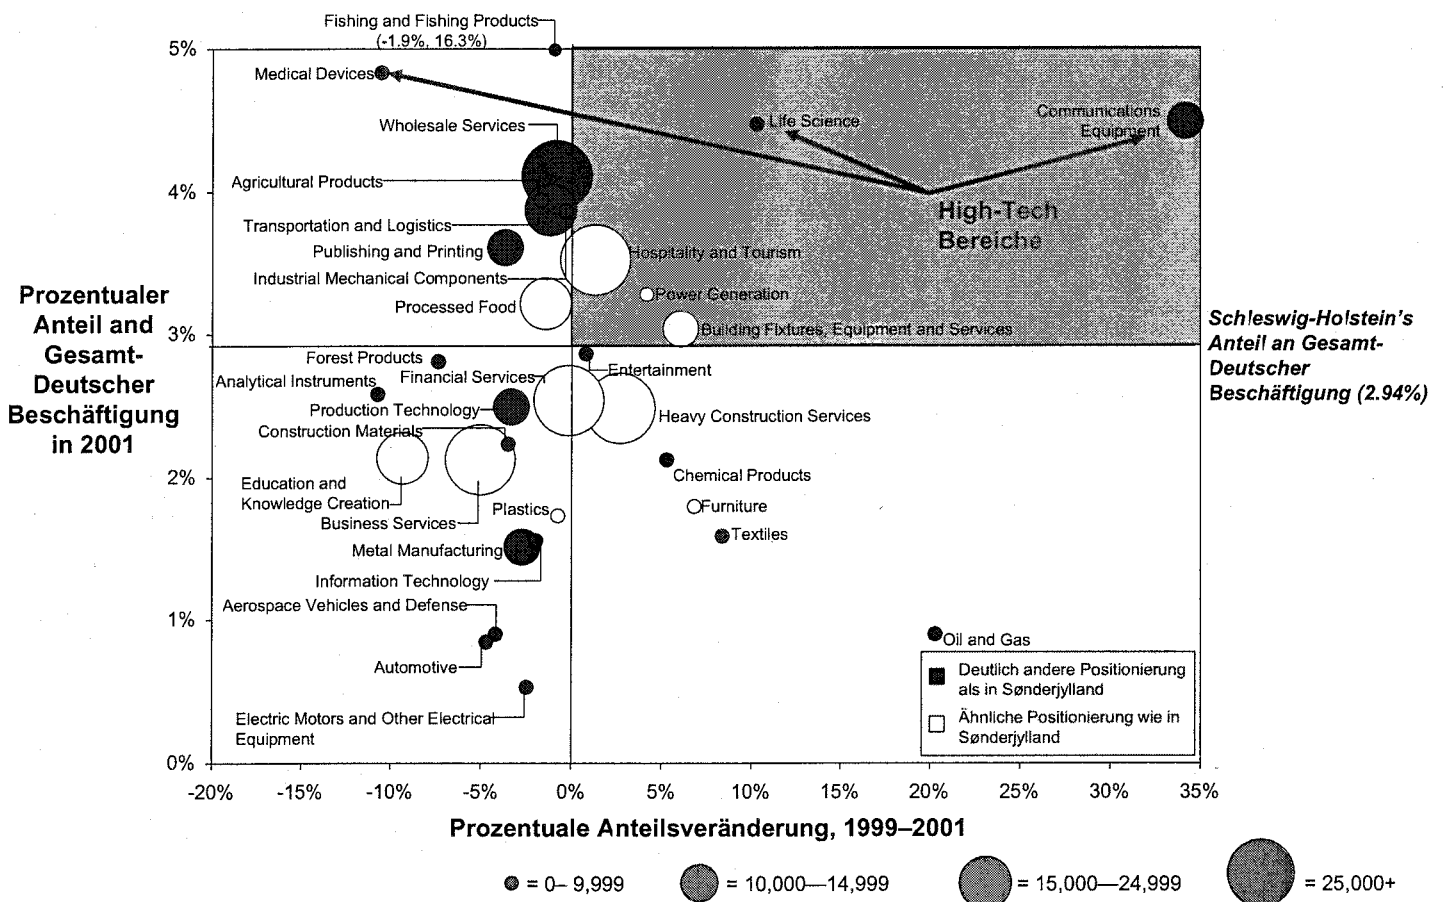 Fishing and Fishing Products
(-1.9%, 16.3%)
5%
Medical Devices
Life Science
Communications
Equipment
Wholesale Services
Agricultural Products
4%
High-Tech
Bereiche
Transportation and Logistics
Publishing and Printing
Hospitality and Tourism
Industrial Mechanical Components
Power Generation
Processed Food
Building Fixtures, Equipment and Services
3%
Prozentualer
Anteil and
Gesamt-
Deutscher
Beschäftigung
in 2001
Schleswig-Holstein's
Anteil an Gesamt-
Deutscher
Beschäftigung (2.94%)
Forest Products
Entertainment
Analytical Instruments
Financial Services
Production Technology
Heavy Construction Services
Construction Materials
2%
Chemical Products
Education and
Knowledge Creation
Business Services
Plastics
Furniture
Textiles
Metal Manufacturing
Information Technology
Aerospace Vehicles and Defense
1%
Automotive
Oil and Gas
Electric Motors and Other Electrical
Equipment
Deutlich andere Positionierung
als in Sønderjylland
Ähnliche Positionierung wie in
Sønderjylland
0%
-20% -15% -10% -5% 0% 5% 10% 15% 20% 25% 30% 35%
Prozentuale Anteilsveränderung, 1999–2001
= 0– 9,999 = 10,000—14,999 = 15,000—24,999 = 25,000+